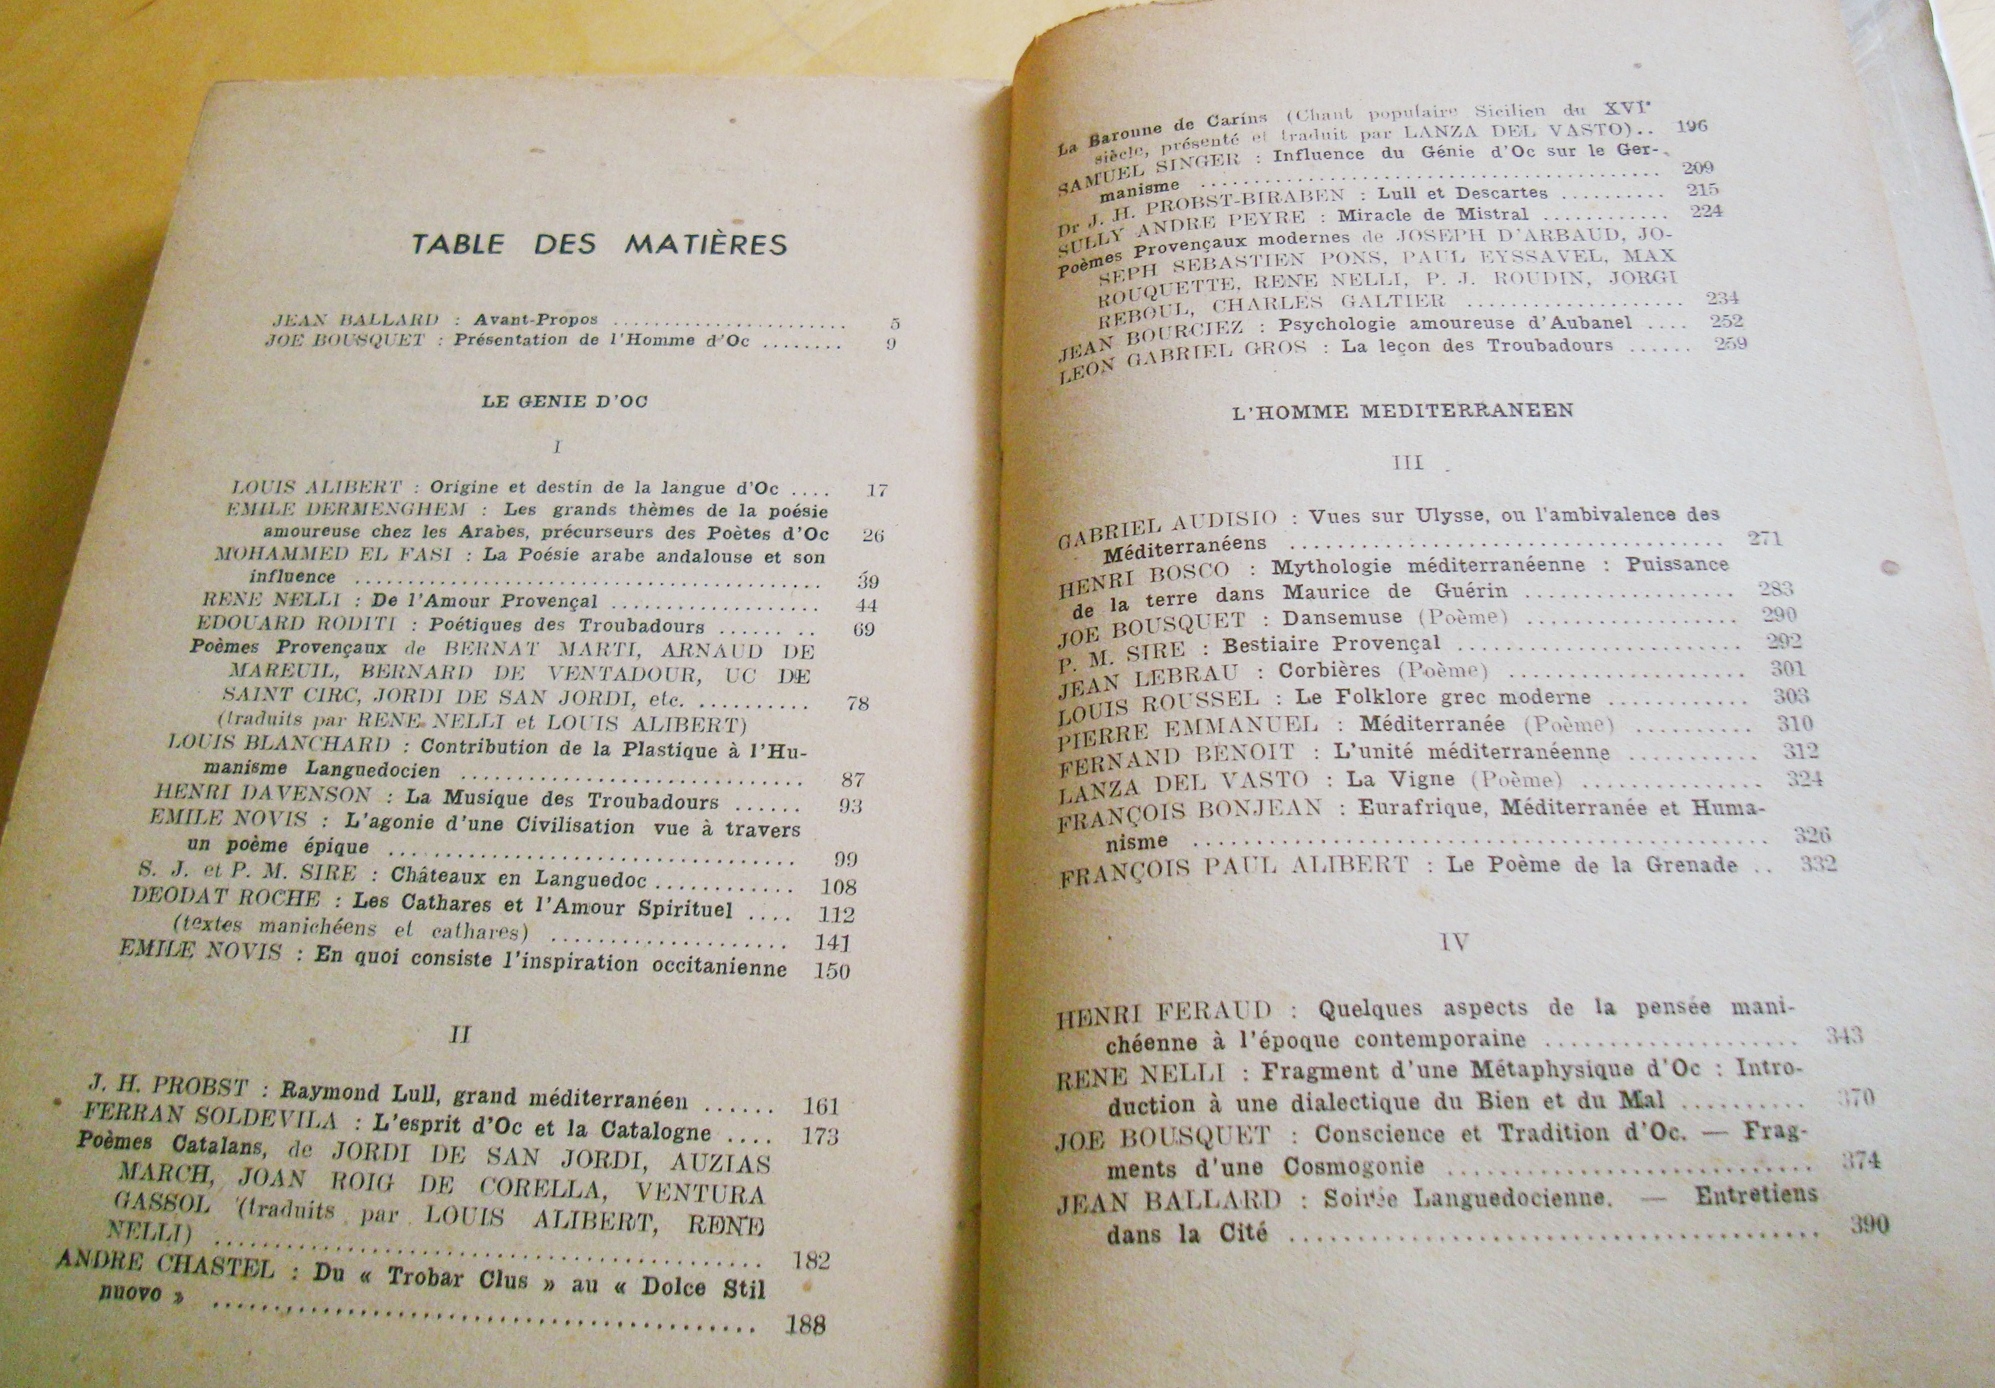 TABLE DES MATIÈRES
JEAN BALLARD : Avant-Propos ........................ 5
JOE BOUSQUET : Présentation de l'Homme d'Oc ........ 9
LE GENIE D'OC
I
LOUIS ALIBERT : Origine et destin de la langue d'Oc .... 17
EMILE DERMENGHEM : Les grands thèmes de la poésie
amoureuse chez les Arabes, précurseurs des Poètes d'Oc 26
MOHAMMED EL FASI : La Poésie arabe andalouse et son
influence ........................................ 39
RENE NELLI : De l'Amour Provençal .................... 44
EDOUARD RODITI : Poétiques des Troubadours ...... .. 69
Poèmes Provençaux de BERNAT MARTI, ARNAUD DE
MAREUIL, BERNARD DE VENTADOUR, UC DE
SAINT CIRC, JORDI DE SAN JORDI, etc. .......... 78
(traduits par RENE NELLI et LOUIS ALIBERT)
LOUIS BLANCHARD : Contribution de la Plastique à l'Hu-
manisme Languedocien .............................. 87
HENRI DAVENSON : La Musique des Troubadours ...... 93
EMILE NOVIS : L'agonie d'une Civilisation vue à travers
un poème épique .................................. 99
S. J. et P. M. SIRE : Châteaux en Languedoc ............ 108
DEODAT ROCHE : Les Cathares et l'Amour Spirituel .... 112
(textes manichéens et cathares) .................... 141
EMILE NOVIS : En quoi consiste l'inspiration occitanienne 150
II
J. H. PROBST : Raymond Lull, grand méditerranéen ...... 161
FERRAN SOLDEVILA : L'esprit d'Oc et la Catalogne .... 173
Poèmes Catalans, de JORDI DE SAN JORDI, AUZIAS
MARCH, JOAN ROIG DE CORELLA, VENTURA
GASSOL (traduits par LOUIS ALIBERT, RENE
NELLI) ............................................ 182
ANDRE CHASTEL : Du « Trobar Clus » au « Dolce Stil
nuovo » ............................................ 188
La Baronne de Carins (Chant populaire Sicilien du XVIe
siècle, présenté et traduit par LANZA DEL VASTO).. 196
SAMUEL SINGER : Influence du Génie d'Oc sur le Ger-
manisme .......................................... 209
Dr J. H. PROBST-BIRABEN : Lull et Descartes .......... 215
SULLY ANDRE PEYRE : Miracle de Mistral ............ 224
Poèmes Provençaux modernes de JOSEPH D'ARBAUD, JO-
SEPH SEBASTIEN PONS, PAUL EYSSAVEL, MAX
ROUQUETTE, RENE NELLI, P. J. ROUDIN, JORGI
REBOUL, CHARLES GALTIER .................... 234
JEAN BOURCIEZ : Psychologie amoureuse d'Aubanel .... 252
LEON GABRIEL GROS : La leçon des Troubadours ...... 259
L'HOMME MEDITERRANEEN
III
GABRIEL AUDISIO : Vues sur Ulysse, ou l'ambivalence des
Méditerranéens .................................... 271
HENRI BOSCO : Mythologie méditerranéenne : Puissance
de la terre dans Maurice de Guérin .................. 283
JOE BOUSQUET : Dansemuse (Poème) .................. 290
P. M. SIRE : Bestiaire Provençal ........................ 292
JEAN LEBRAU : Corbières (Poème) .................... 301
LOUIS ROUSSEL : Le Folklore grec moderne ............ 303
PIERRE EMMANUEL : Méditerranée (Poème) .......... 310
FERNAND BENOIT : L'unité méditerranéenne ........... 312
LANZA DEL VASTO : La Vigne (Poème) .............. 324
FRANÇOIS BONJEAN : Eurafrique, Méditerranée et Huma-
nisme ............................................ 326
FRANÇOIS PAUL ALIBERT : Le Poème de la Grenade .. 332
IV
HENRI FERAUD : Quelques aspects de la pensée mani-
chéenne à l'époque contemporaine .................. 343
RENE NELLI : Fragment d'une Métaphysique d'Oc : Intro-
duction à une dialectique du Bien et du Mal .......... 370
JOE BOUSQUET : Conscience et Tradition d'Oc. — Frag-
ments d'une Cosmogonie ............................ 374
JEAN BALLARD : Soirée Languedocienne. — Entretiens
dans la Cité ........................................ 390